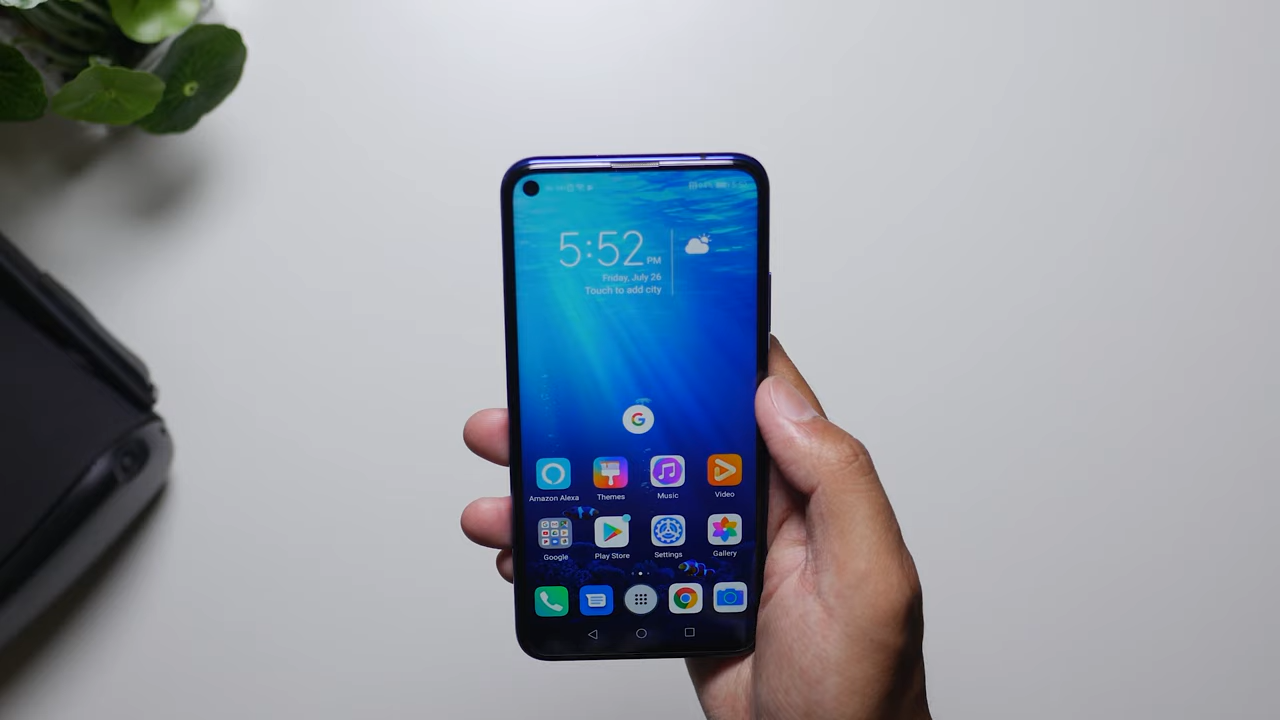 5:52 PM
Friday, July 26
Touch to add city
G
Amazon Alexa
Themes
Music
Video
Google
Play Store
Settings
Gallery